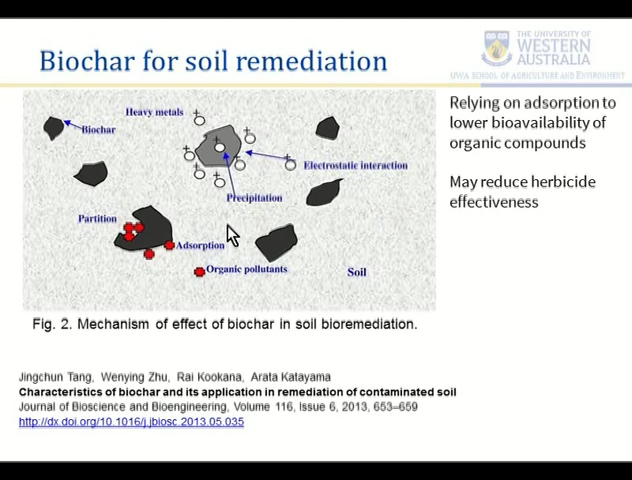 Biochar for soil remediation
THE UNIVERSITY OF
WESTERN
AUSTRALIA
UWA SCHOOL OF AGRICULTURE AND ENVIRONMENT
Heavy metals
Biochar
Electrostatic interaction
Precipitation
Partition
Adsorption
Organic pollutants
Soil
Relying on adsorption to
lower bioavailability of
organic compounds
May reduce herbicide
effectiveness
Fig. 2. Mechanism of effect of biochar in soil bioremediation.
Jingchun Tang, Wenying Zhu, Rai Kookana, Arata Katayama
Characteristics of biochar and its application in remediation of contaminated soil
Journal of Bioscience and Bioengineering, Volume 116, Issue 6, 2013, 653–659
http://dx.doi.org/10.1016/j.jbiosc.2013.05.035